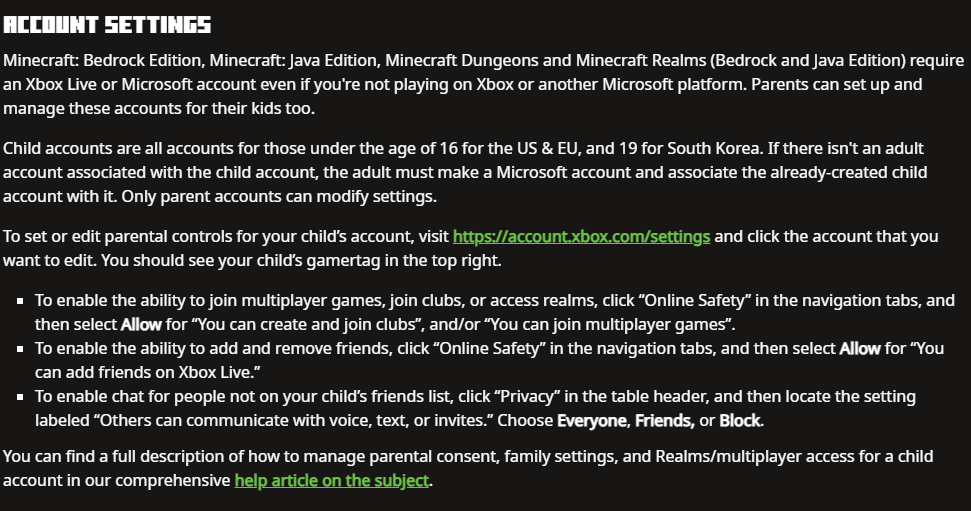 ACCOUNT SETTINGS
Minecraft: Bedrock Edition, Minecraft: Java Edition, Minecraft Dungeons and Minecraft Realms (Bedrock and Java Edition) require
an Xbox Live or Microsoft account even if you're not playing on Xbox or another Microsoft platform. Parents can set up and
manage these accounts for their kids too.
Child accounts are all accounts for those under the age of 16 for the US & EU, and 19 for South Korea. If there isn't an adult
account associated with the child account, the adult must make a Microsoft account and associate the already-created child
account with it. Only parent accounts can modify settings.
To set or edit parental controls for your child’s account, visit https://account.xbox.com/settings and click the account that you
want to edit. You should see your child’s gamertag in the top right.
▪ To enable the ability to join multiplayer games, join clubs, or access realms, click “Online Safety” in the navigation tabs, and
then select Allow for “You can create and join clubs”, and/or “You can join multiplayer games”.
▪ To enable the ability to add and remove friends, click “Online Safety” in the navigation tabs, and then select Allow for “You
can add friends on Xbox Live.”
▪ To enable chat for people not on your child’s friends list, click “Privacy” in the table header, and then locate the setting
labeled “Others can communicate with voice, text, or invites.” Choose Everyone, Friends, or Block.
You can find a full description of how to manage parental consent, family settings, and Realms/multiplayer access for a child
account in our comprehensive help article on the subject.